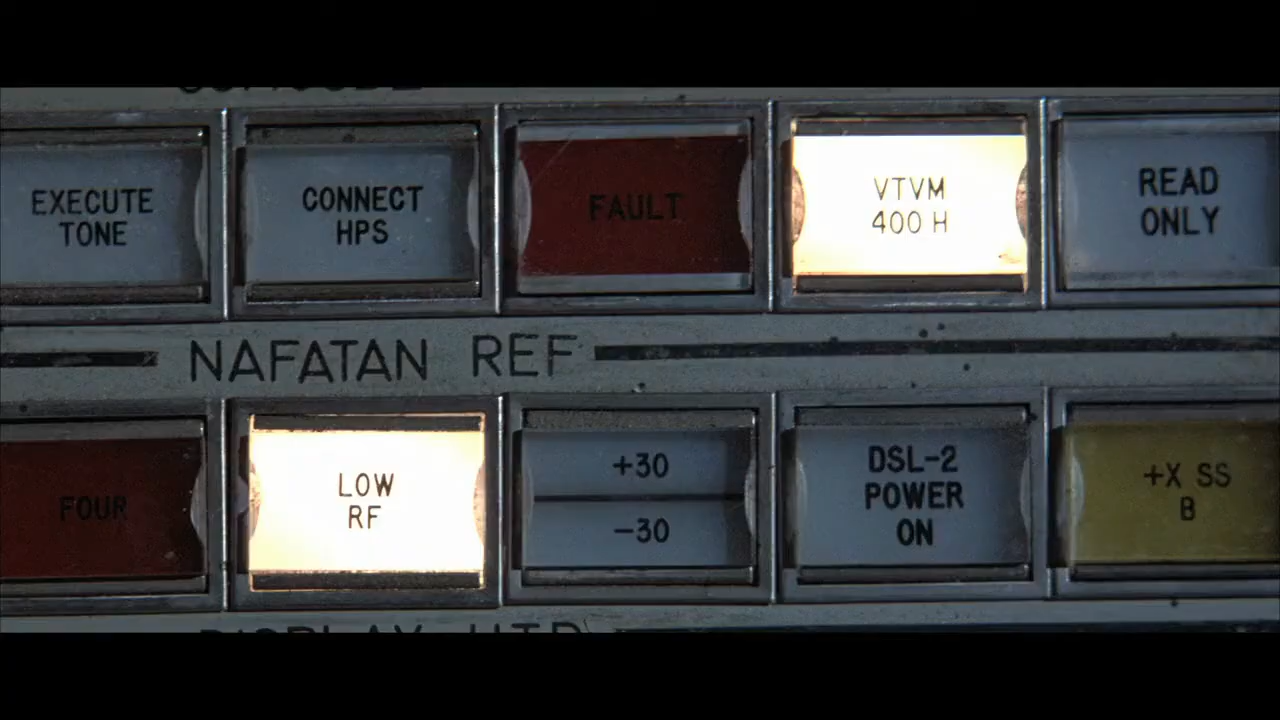 EXECUTE
TONE
CONNECT
HPS
FAULT
VTVM
400 H
READ
ONLY
NAFATAN REF
FOUR
LOW
RF
+30
-30
DSL-2
POWER
ON
+X SS
B
DISPLAY